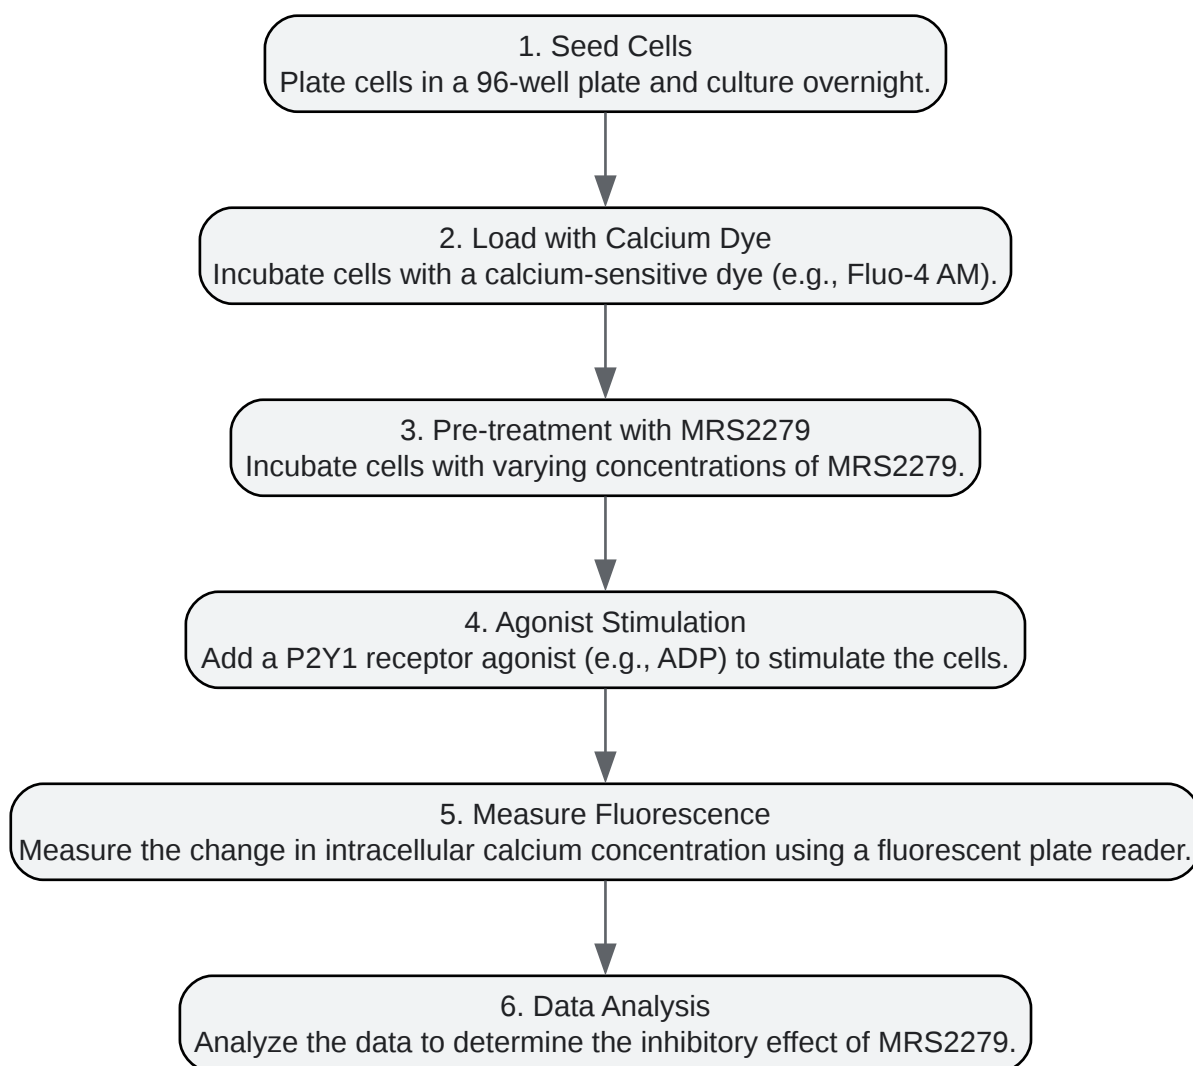 1. Seed Cells
Plate cells in a 96-well plate and culture overnight.
2. Load with Calcium Dye
Incubate cells with a calcium-sensitive dye (e.g., Fluo-4 AM).
3. Pre-treatment with MRS2279
Incubate cells with varying concentrations of MRS2279.
4. Agonist Stimulation
Add a P2Y1 receptor agonist (e.g., ADP) to stimulate the cells.
5. Measure Fluorescence
Measure the change in intracellular calcium concentration using a fluorescent plate reader.
6. Data Analysis
Analyze the data to determine the inhibitory effect of MRS2279.